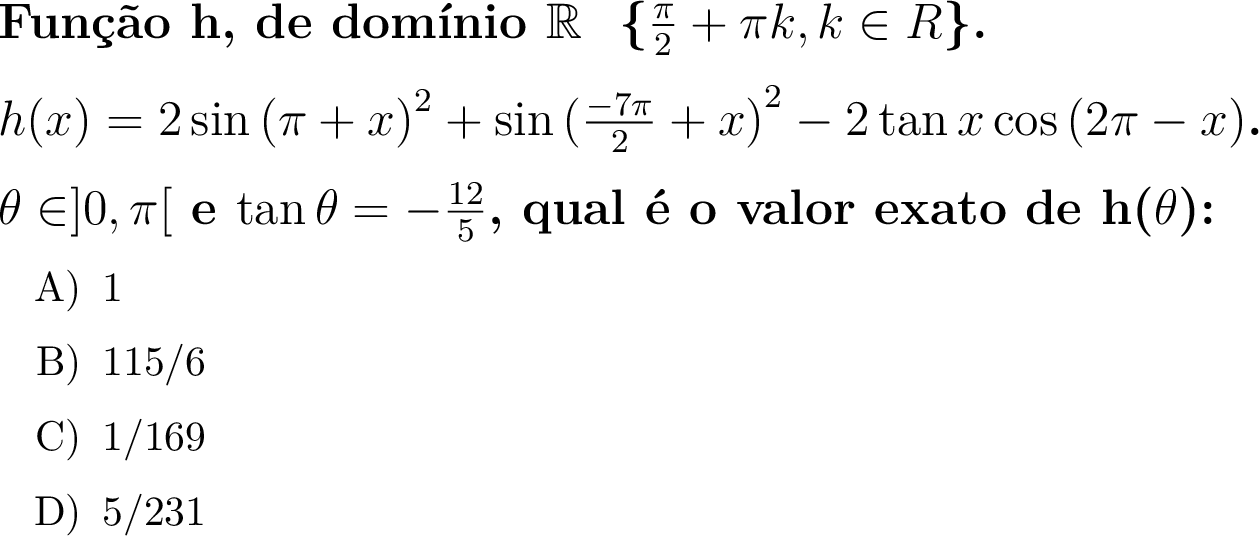 Função h, de domínio ℝ {π/2 + πk, k ∈ R}.
h(x) = 2 sin (π + x)² + sin (−7π/2 + x)² − 2 tan x cos (2π − x).
θ ∈]0, π[ e tan θ = −12/5, qual é o valor exato de h(θ):
A) 1
B) 115/6
C) 1/169
D) 5/231